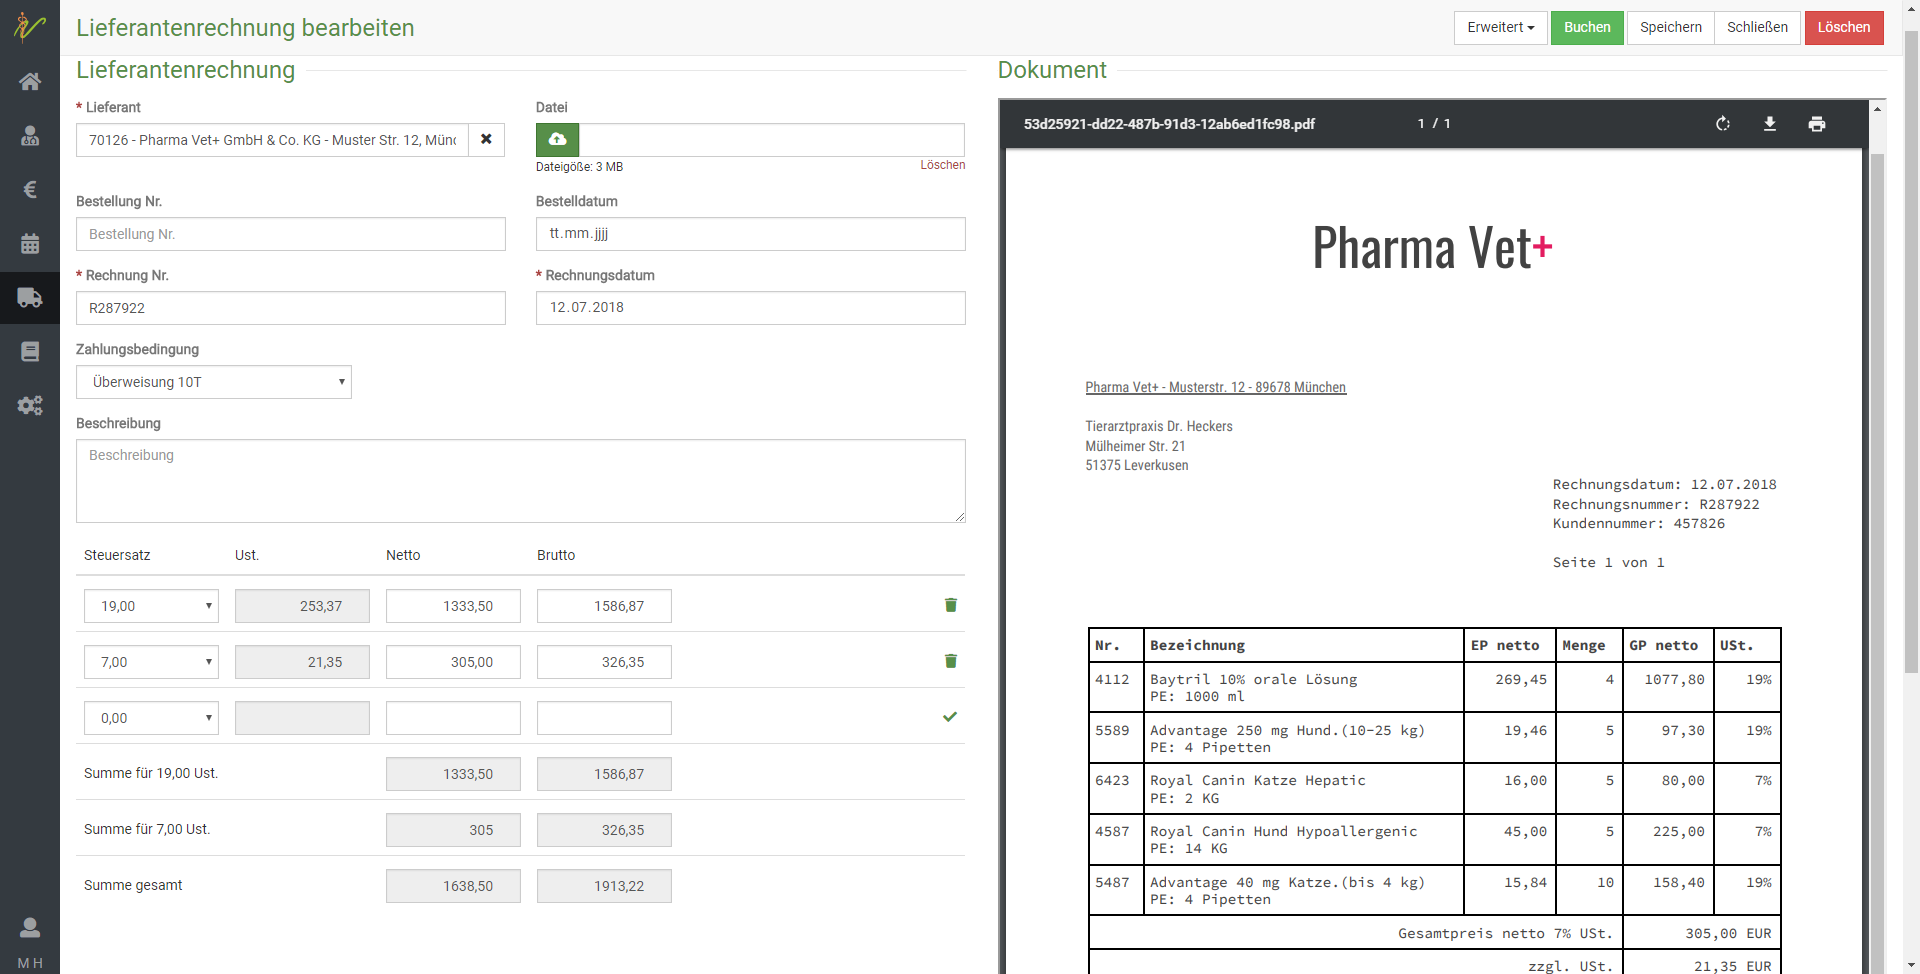 Lieferantenrechnung bearbeiten
Erweitert
Buchen
Speichern
Schließen
Löschen
Lieferantenrechnung
* Lieferant
70126 - Pharma Vet+ GmbH & Co. KG - Muster Str. 12, Münc
Datei
Dateigöße: 3 MB
Löschen
Bestellung Nr.
Bestellung Nr.
Bestelldatum
tt.mm.jjjj
* Rechnung Nr.
R287922
* Rechnungsdatum
12.07.2018
Zahlungsbedingung
Überweisung 10T
Beschreibung
Beschreibung
Steuersatz Ust. Netto Brutto
19,00 253,37 1333,50 1586,87
7,00 21,35 305,00 326,35
0,00
Summe für 19,00 Ust. 1333,50 1586,87
Summe für 7,00 Ust. 305 326,35
Summe gesamt 1638,50 1913,22
M H
Dokument
53d25921-dd22-487b-91d3-12ab6ed1fc98.pdf 1 / 1
Pharma Vet+
Pharma Vet+ - Musterstr. 12 - 89678 München
Tierarztpraxis Dr. Heckers
Mülheimer Str. 21
51375 Leverkusen
Rechnungsdatum: 12.07.2018
Rechnungsnummer: R287922
Kundennummer: 457826
Seite 1 von 1
Nr. Bezeichnung EP netto Menge GP netto USt.
4112 Baytril 10% orale Lösung 269,45 4 1077,80 19%
PE: 1000 ml
5589 Advantage 250 mg Hund.(10-25 kg) 19,46 5 97,30 19%
PE: 4 Pipetten
6423 Royal Canin Katze Hepatic 16,00 5 80,00 7%
PE: 2 KG
4587 Royal Canin Hund Hypoallergenic 45,00 5 225,00 7%
PE: 14 KG
5487 Advantage 40 mg Katze.(bis 4 kg) 15,84 10 158,40 19%
PE: 4 Pipetten
Gesamtpreis netto 7% USt. 305,00 EUR
zzgl. USt. 21,35 EUR